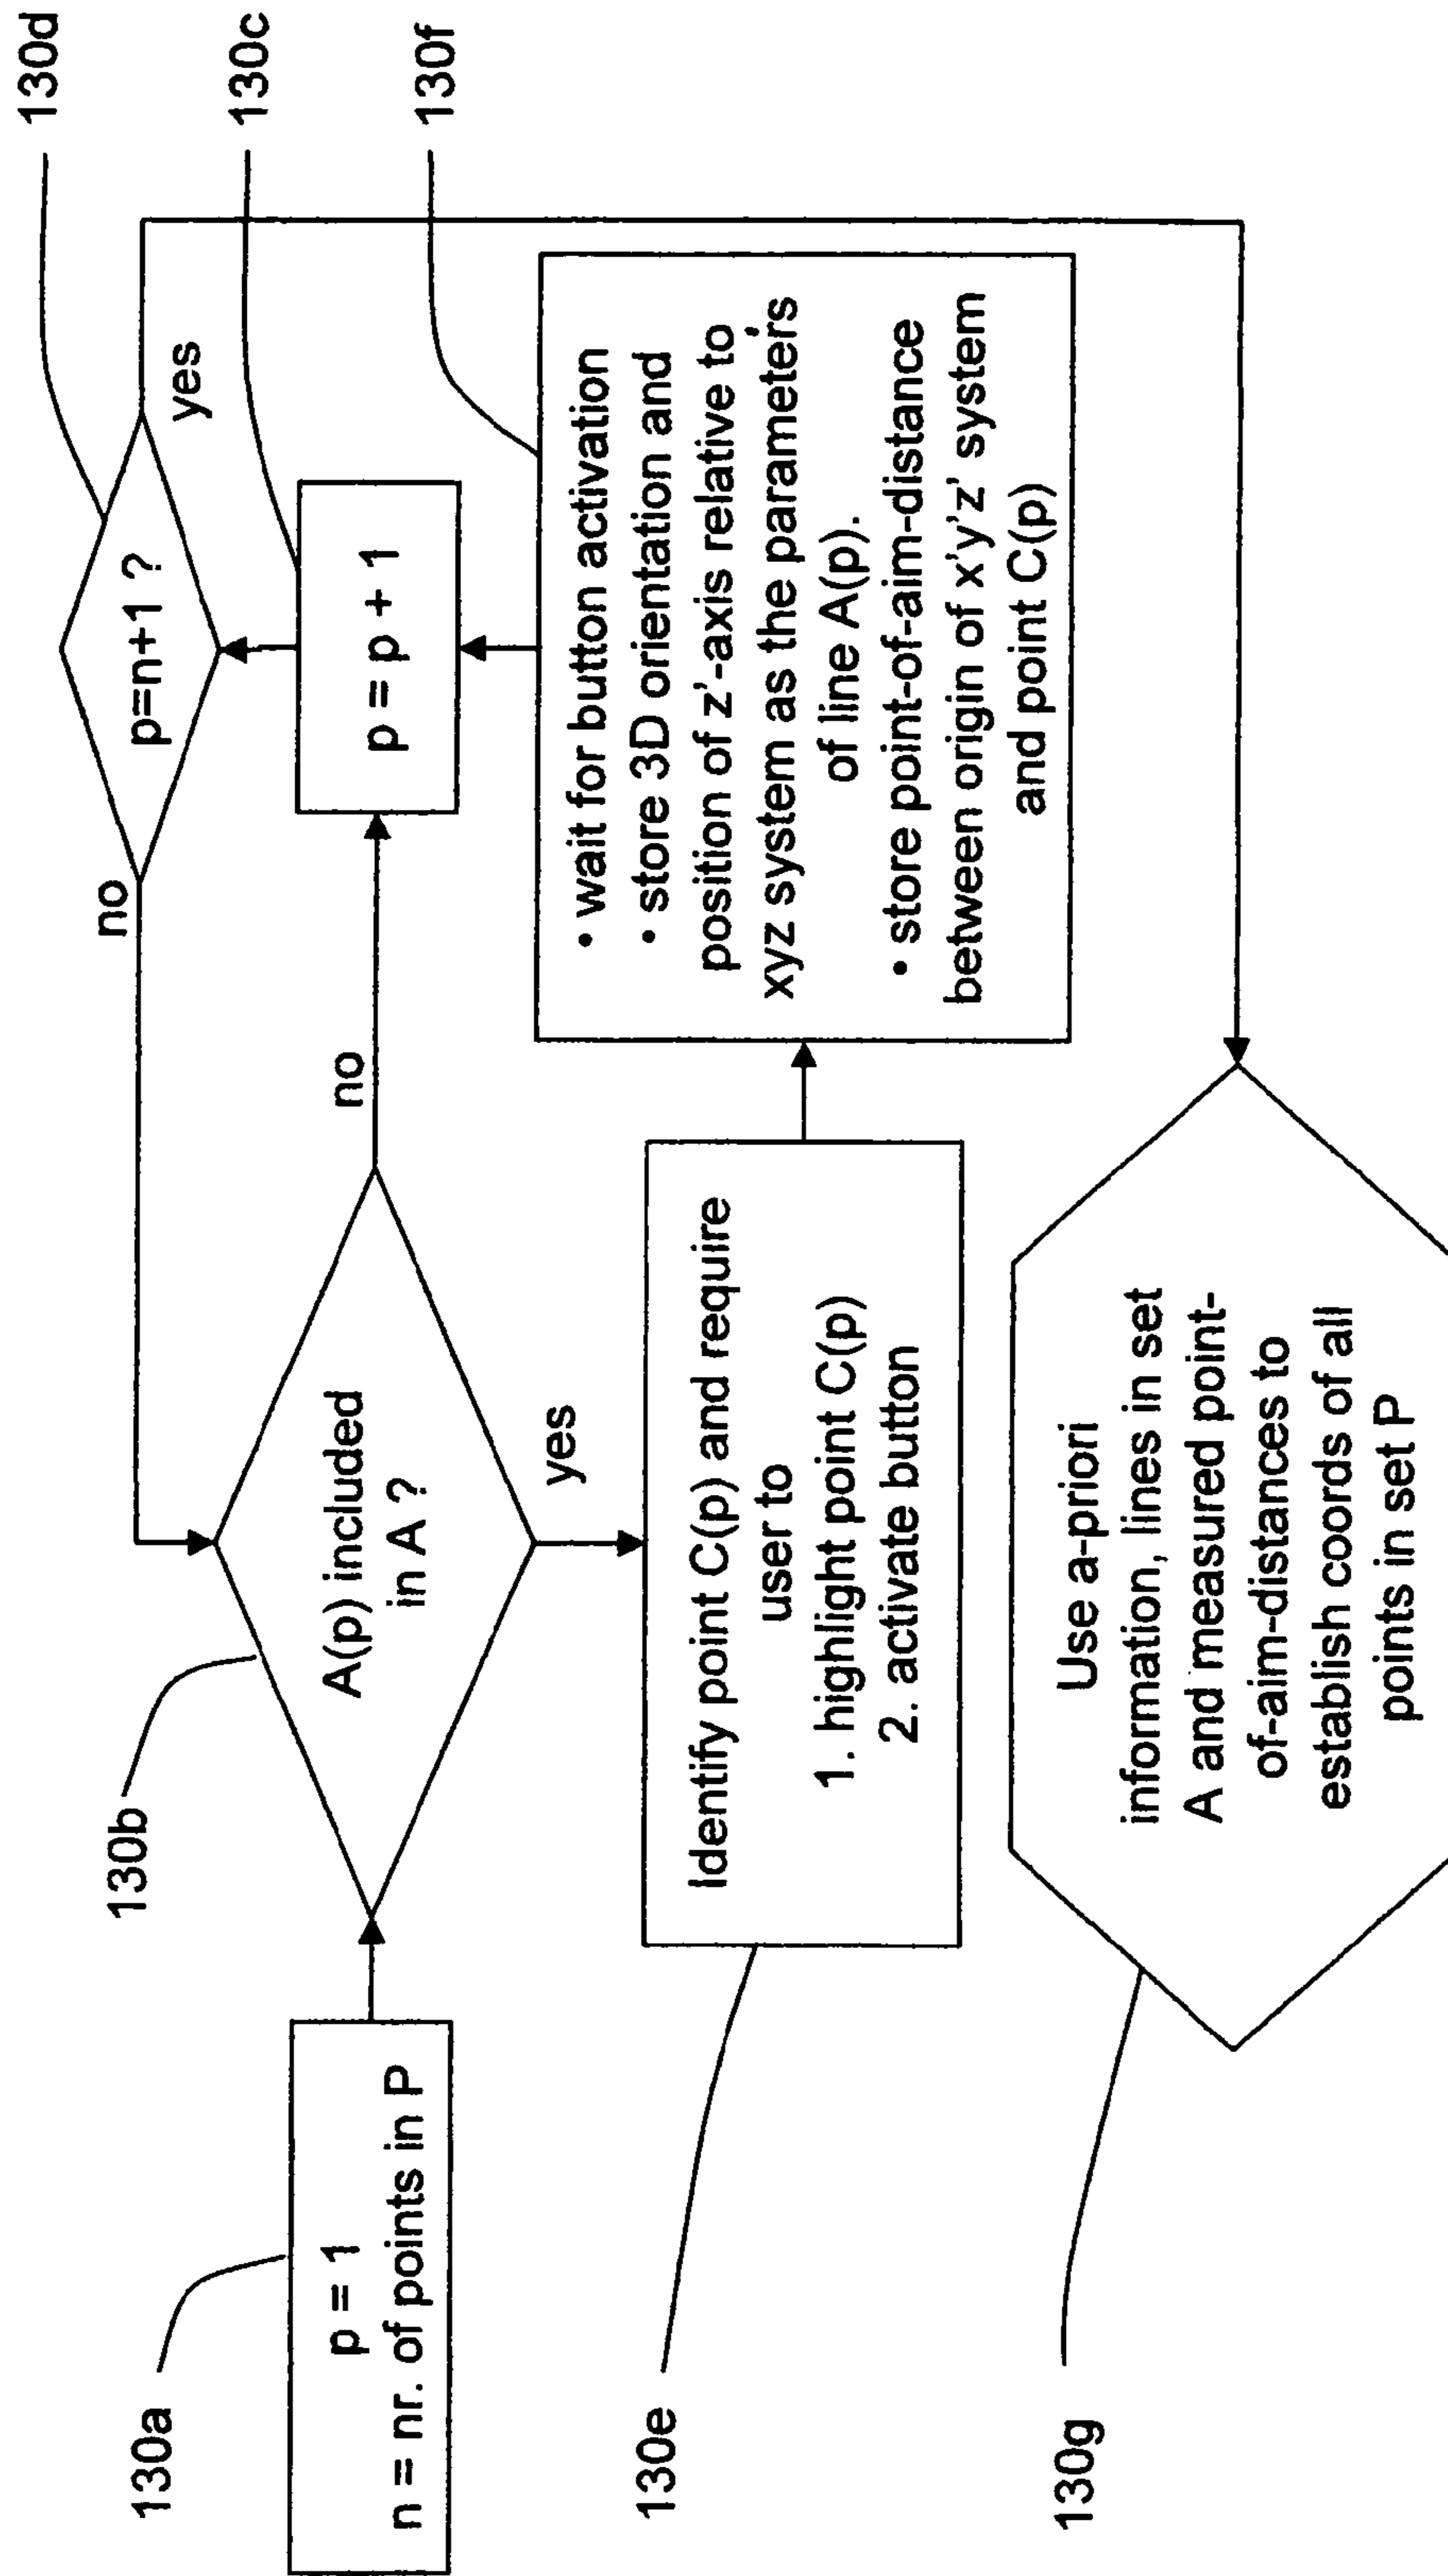 130a
p = 1
n = nr. of points in P
130b
A(p) included
in A ?
no
yes
130c
p = p + 1
130d
p=n+1 ?
no
yes
130e
Identify point C(p) and require
user to
1. highlight point C(p)
2. activate button
130f
• wait for button activation
• store 3D orientation and
position of z'-axis relative to
xyz system as the parameters
of line A(p).
• store point-of-aim-distance
between origin of x'y'z' system
and point C(p)
130g
Use a-priori
information, lines in set
A and measured point-
of-aim-distances to
establish coords of all
points in set P